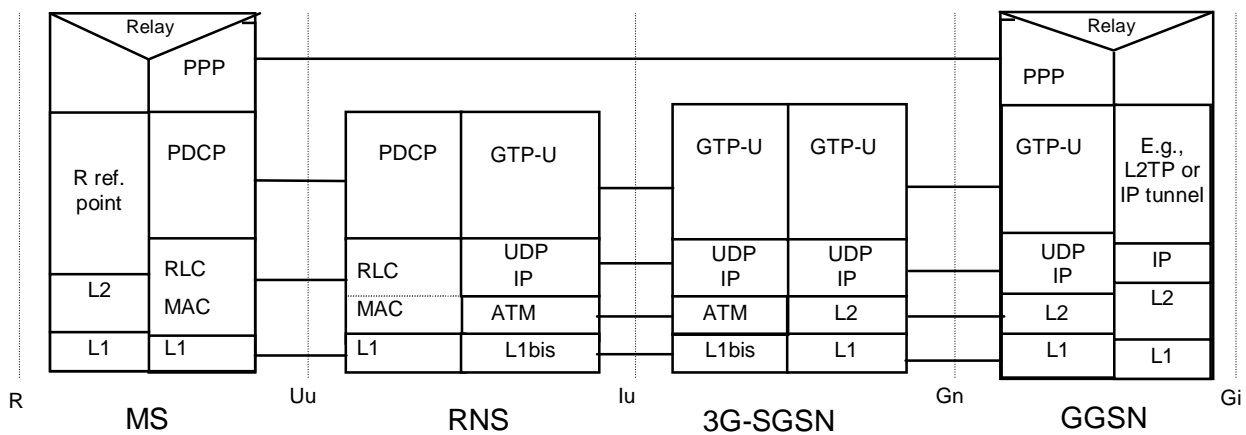 Relay
Relay
PPP
PPP
R ref.
point
PDCP
PDCP
GTP-U
GTP-U
GTP-U
GTP-U
E.g.,
L2TP or
IP tunnel
RLC
MAC
RLC
MAC
UDP
IP
UDP
IP
UDP
IP
UDP
IP
IP
L2
ATM
ATM
L2
L2
L2
L1
L1
L1
L1bis
L1bis
L1
L1
L1
R
Uu
Iu
Gn
Gi
MS
RNS
3G-SGSN
GGSN